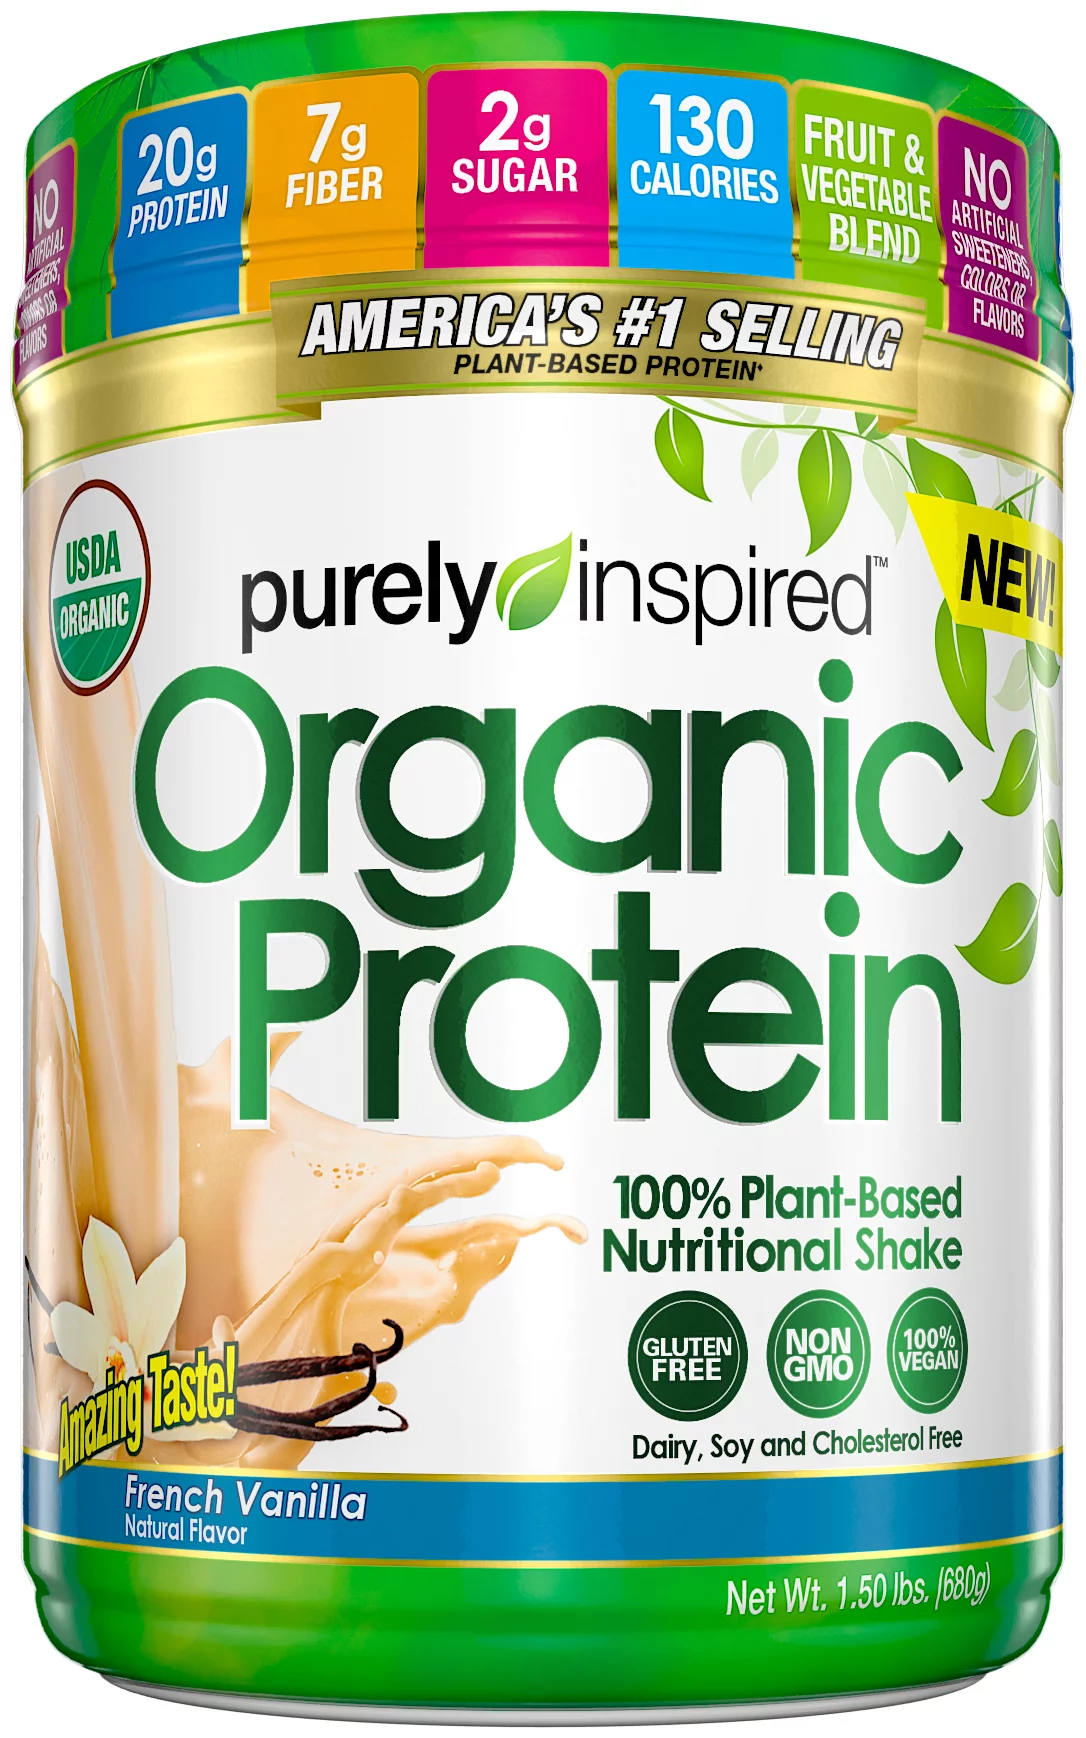 20g
PROTEIN
7g
FIBER
2g
SUGAR
130
CALORIES
FRUIT &
VEGETABLE
BLEND
NO
ARTIFICIAL
SWEETENERS,
COLORS OR
FLAVORS
NO
FLAVORS
AMERICA'S #1 SELLING
PLANT-BASED PROTEIN♦
USDA
ORGANIC
purely inspired™
NEW!
Organic
Protein
100% Plant-Based
Nutritional Shake
GLUTEN
FREE
NON
GMO
100%
VEGAN
Dairy, Soy and Cholesterol Free
Amazing Taste!
French Vanilla
Natural Flavor
Net Wt. 1.50 lbs. (680g)